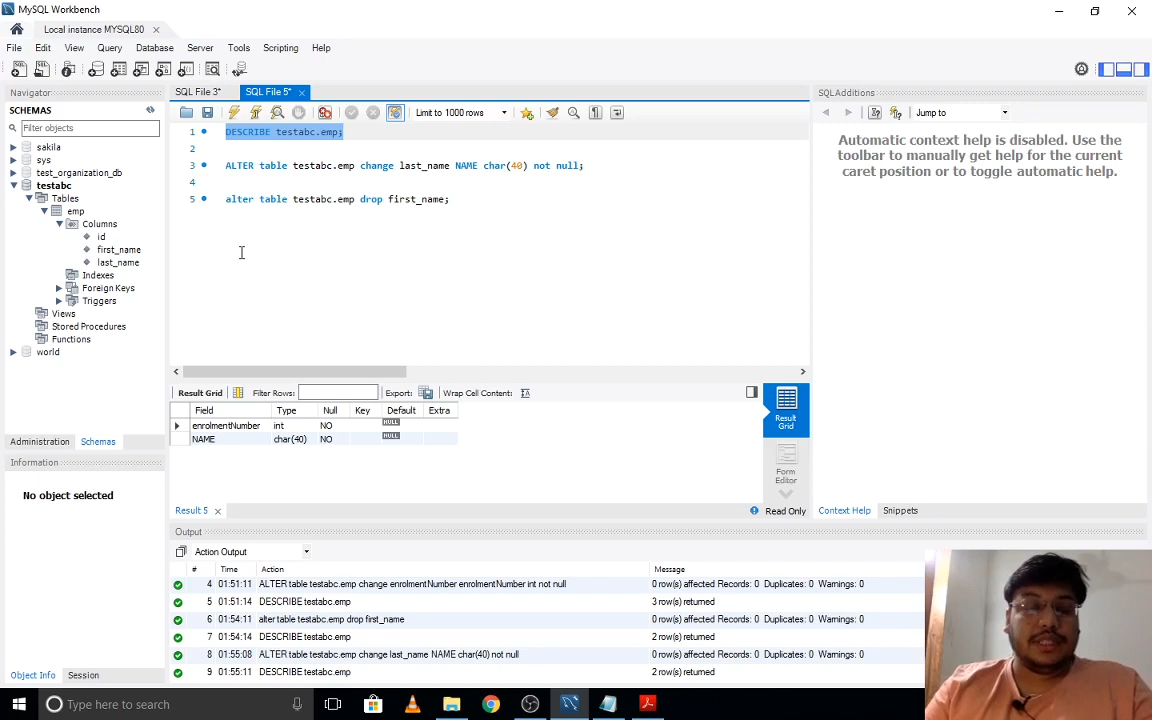 MySQL Workbench
Local instance MYSQL80
File Edit View Query Database Server Tools Scripting Help
Navigator
SCHEMAS
Filter objects
sakila
sys
test_organization_db
testabc
Tables
emp
Columns
id
first_name
last_name
Indexes
Foreign Keys
Triggers
Views
Stored Procedures
Functions
world
Administration Schemas
Information
No object selected
Object Info Session
SQL File 3* SQL File 5*
Limit to 1000 rows
1 DESCRIBE testabc.emp;
2
3 ALTER table testabc.emp change last_name NAME char(40) not null;
4
5 alter table testabc.emp drop first_name;
Result Grid Filter Rows: Export: Wrap Cell Content:
Field Type Null Key Default Extra
enrolmentNumber int NO NULL
NAME char(40) NO NULL
Result Grid
Form Editor
Result 5 Read Only
SQLAdditions
Jump to
Automatic context help is disabled. Use the
toolbar to manually get help for the current
caret position or to toggle automatic help.
Context Help Snippets
Output
Action Output
# Time Action Message
4 01:51:11 ALTER table testabc.emp change enrolmentNumber enrolmentNumber int not null 0 row(s) affected Records: 0 Duplicates: 0 Warnings: 0
5 01:51:14 DESCRIBE testabc.emp 3 row(s) returned
6 01:54:11 alter table testabc.emp drop first_name 0 row(s) affected Records: 0 Duplicates: 0 Warnings: 0
7 01:54:14 DESCRIBE testabc.emp 2 row(s) returned
8 01:55:08 ALTER table testabc.emp change last_name NAME char(40) not null 0 row(s) affected Records: 0 Duplicates: 0 Warnings: 0
9 01:55:11 DESCRIBE testabc.emp 2 row(s) returned
Type here to search